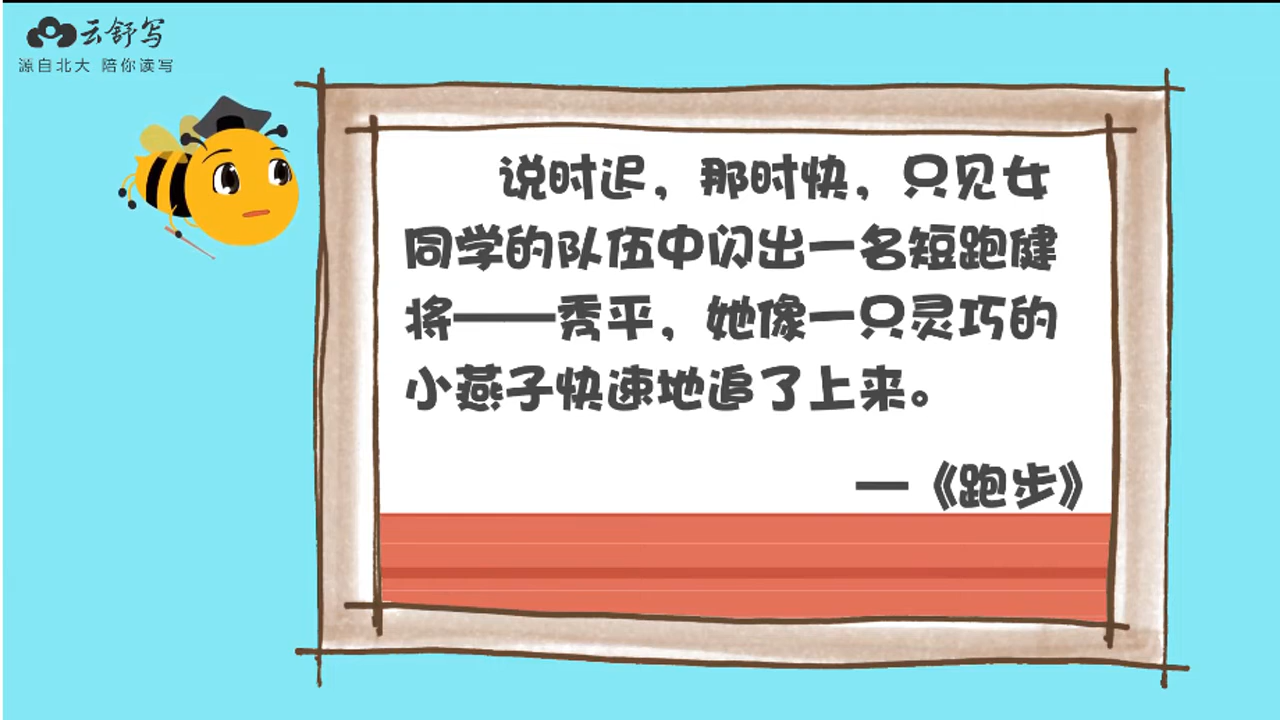 云舒写
源自北大 陪你读写
说时迟，那时快，只见女
同学的队伍中闪出一名短跑健
将——秀平，她像一只灵巧的
小燕子快速地追了上来。
—《跑步》